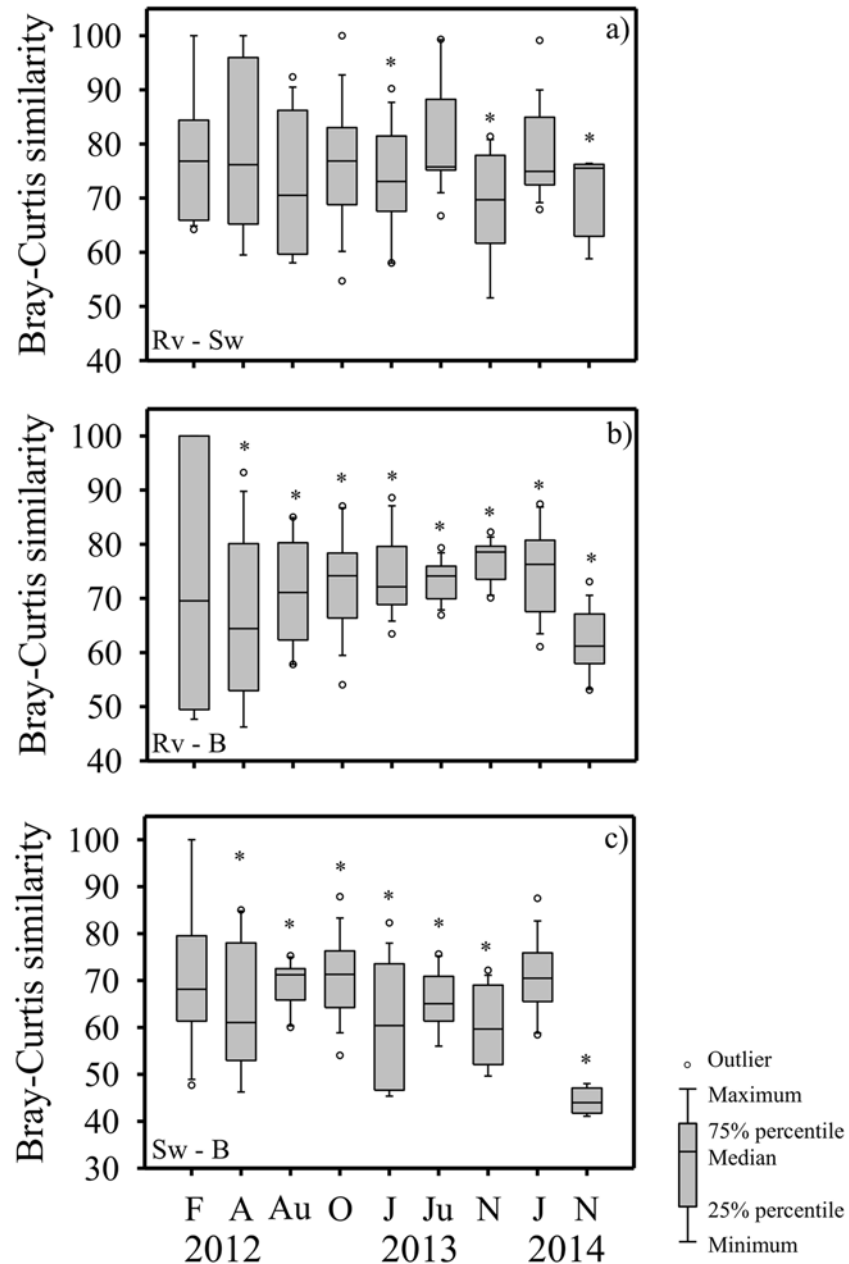 a)
Bray-Curtis similarity
100
90
80
70
60
50
40
Rv - Sw
*
*
*
b)
Bray-Curtis similarity
100
90
80
70
60
50
40
Rv - B
*
*
*
*
*
*
*
*
c)
Bray-Curtis similarity
100
90
80
70
60
50
40
30
Sw - B
*
*
*
*
*
*
*
F A Au O J Ju N J N
2012 2013 2014
Outlier
Maximum
75% percentile
Median
25% percentile
Minimum